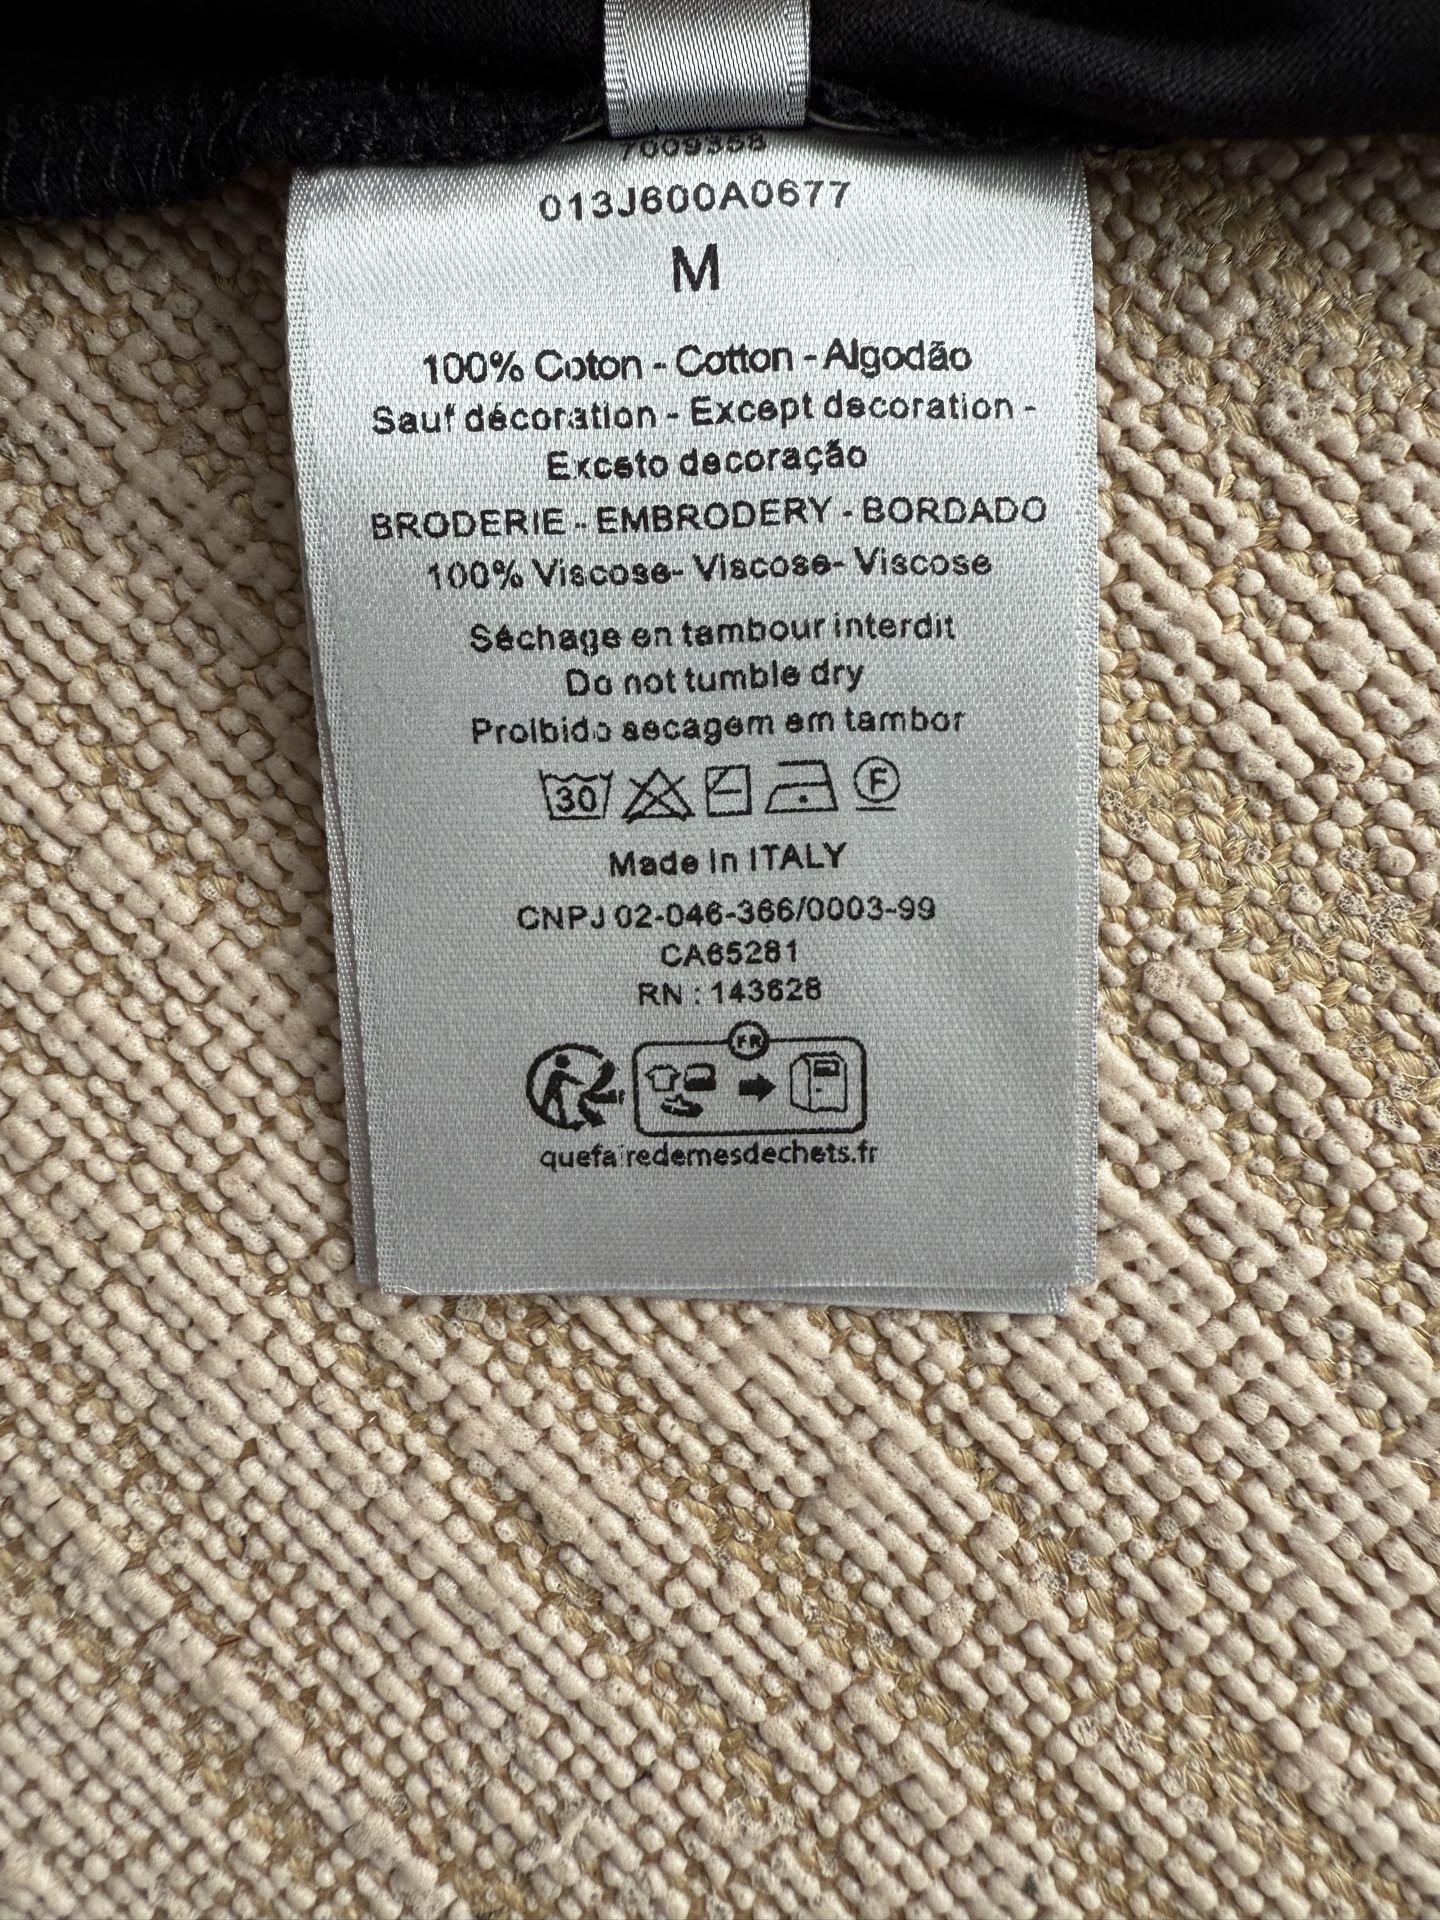 7009358
013J600A0677
M
100% Coton - Cotton - Algodão
Sauf décoration - Except decoration -
Exceto decoração
BRODERIE - EMBRODERY - BORDADO
100% Viscose- Viscose- Viscose
Séchage en tambour interdit
Do not tumble dry
Proibido secagem em tambor
30 F
Made in ITALY
CNPJ 02-046-366/0003-99
CA65281
RN : 143628
FR
quefairedemesdechets.fr